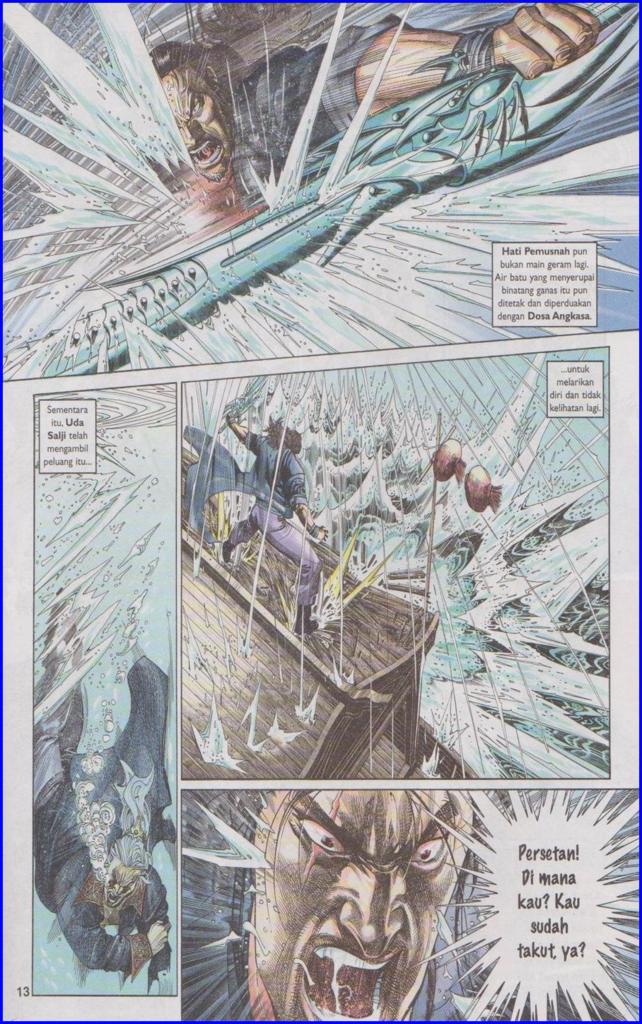 Hati Pemusnah pun
bukan main geram lagi.
Air batu yang menyerupai
binatang ganas itu pun
ditetak dan diperduakan
dengan Dosa Angkasa.
Sementara
itu, Uda
Salji telah
mengambil
peluang itu...
...untuk
melarikan
diri dan tidak
kelihatan lagi.
Persetan!
Di mana
kau? Kau
sudah
takut, ya?
13